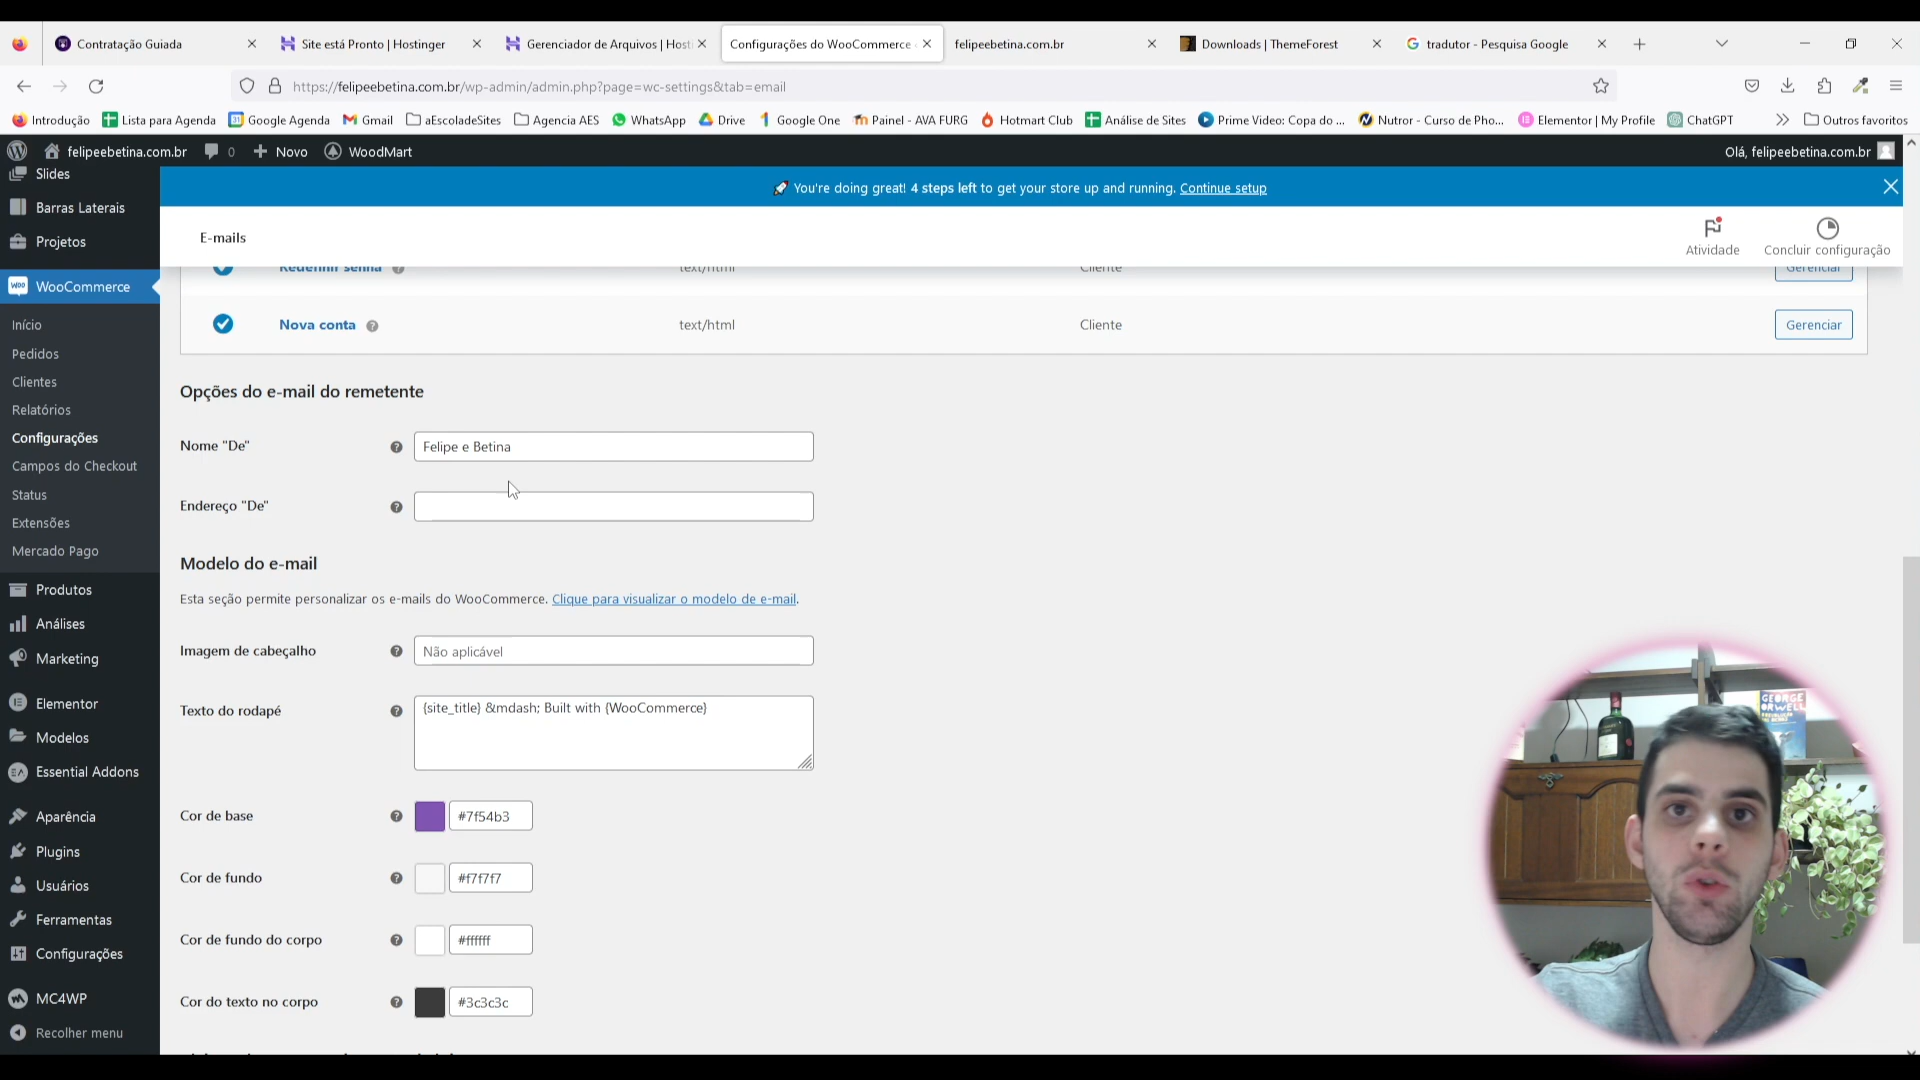 Contratação Guiada
Site está Pronto | Hostinger
Gerenciador de Arquivos | Hosti
Configurações do WooCommerce
felipeebetina.com.br
Downloads | ThemeForest
tradutor - Pesquisa Google
https://felipeebetina.com.br/wp-admin/admin.php?page=wc-settings&tab=email
Introdução
Lista para Agenda
Google Agenda
Gmail
aEscoladeSites
Agencia AES
WhatsApp
Drive
Google One
Painel - AVA FURG
Hotmart Club
Análise de Sites
Prime Video: Copa do ...
Nutror - Curso de Pho...
Elementor | My Profile
ChatGPT
Outros favoritos
felipeebetina.com.br
0
Novo
WoodMart
Olá, felipeebetina.com.br
You're doing great! 4 steps left to get your store up and running. Continue setup
E-mails
Atividade
Concluir configuração
Slides
Barras Laterais
Projetos
WooCommerce
Início
Pedidos
Clientes
Relatórios
Configurações
Campos do Checkout
Status
Extensões
Mercado Pago
Produtos
Análises
Marketing
Elementor
Modelos
Essential Addons
Aparência
Plugins
Usuários
Ferramentas
Configurações
MC4WP
Recolher menu
Redefinir senha
text/html
Cliente
Gerenciar
Nova conta
text/html
Cliente
Gerenciar
Opções do e-mail do remetente
Nome "De"
Felipe e Betina
Endereço "De"
Modelo do e-mail
Esta seção permite personalizar os e-mails do WooCommerce. Clique para visualizar o modelo de e-mail.
Imagem de cabeçalho
Não aplicável
Texto do rodapé
{site_title} &mdash; Built with {WooCommerce}
Cor de base
#7f54b3
Cor de fundo
#f7f7f7
Cor de fundo do corpo
#ffffff
Cor do texto no corpo
#3c3c3c
GEORGE
ORWELL